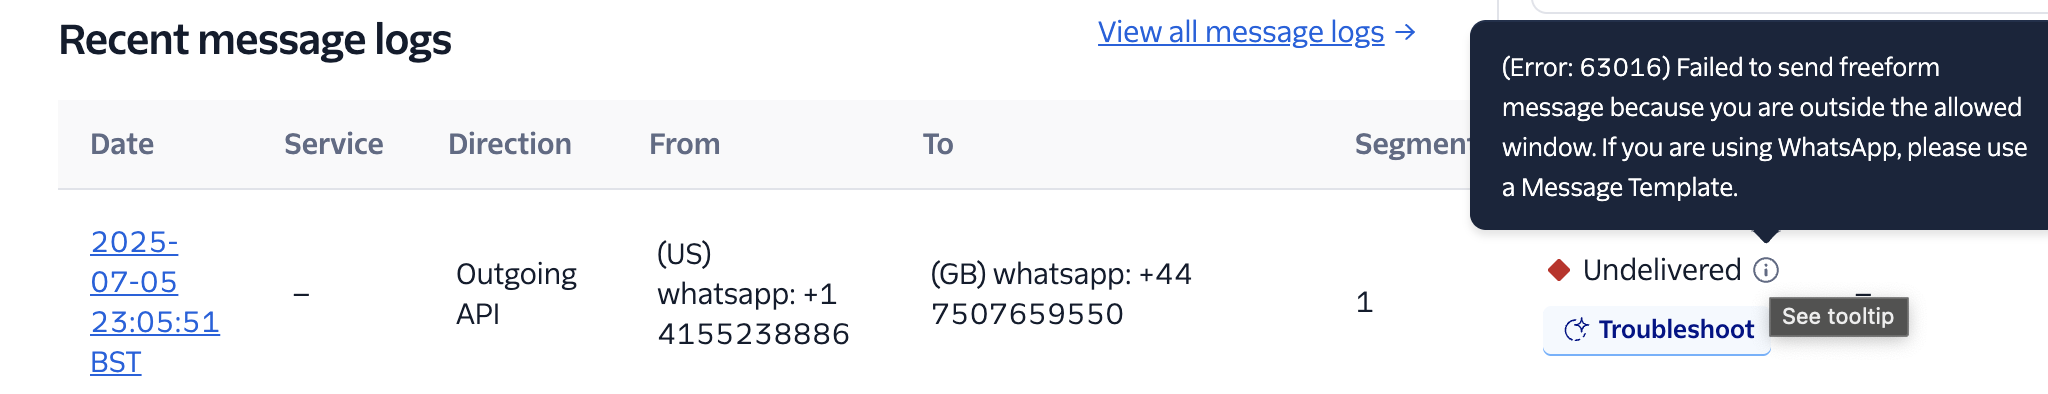 Recent message logs
View all message logs →
(Error: 63016) Failed to send freeform
message because you are outside the allowed
window. If you are using WhatsApp, please use
a Message Template.
Date Service Direction From To Segment
2025-
07-05
23:05:51
BST
–
Outgoing
API
(US)
whatsapp: +1
4155238886
(GB) whatsapp: +44
7507659550
1
Undelivered
–
Troubleshoot
See tooltip